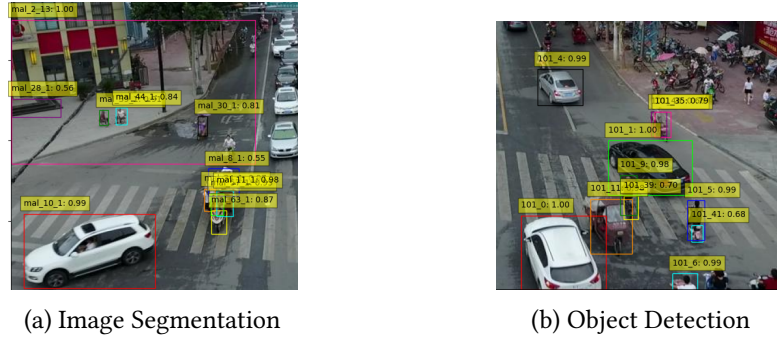 mal_2_13: 1.00
mal_28_1: 0.56
mal_44_1: 0.84
mal_30_1: 0.81
mal_8_1: 0.55
mal_11_1: 0.98
mal_63_1: 0.87
mal_10_1: 0.99
101_4: 0.99
101_35: 0.79
101_1: 1.00
101_9: 0.98
101_11
101_39: 0.70
101_5: 0.99
101_0: 1.00
101_41: 0.68
101_6: 0.99
(a) Image Segmentation
(b) Object Detection